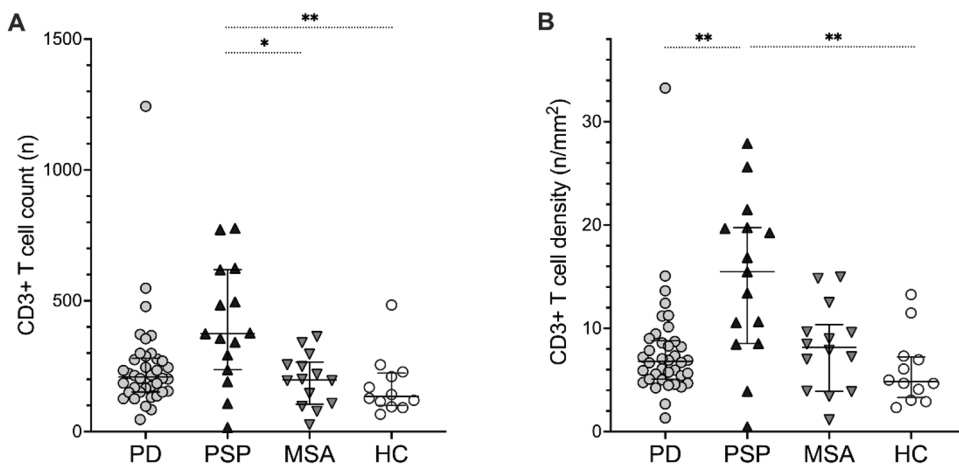 A
B
**
*
**
**
1500
1000
500
0
CD3+ T cell count (n)
PD PSP MSA HC
30
20
10
0
CD3+ T cell density (n/mm²)
PD PSP MSA HC